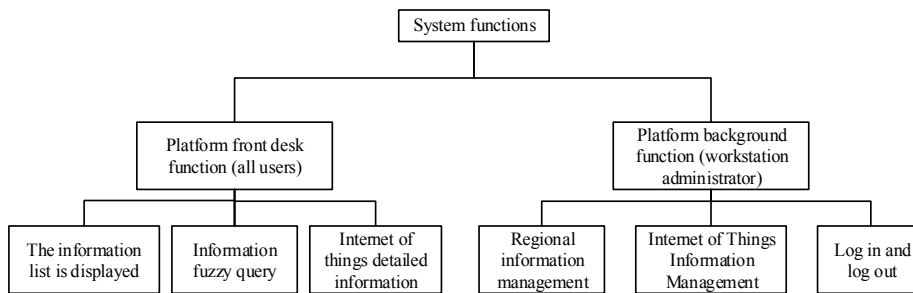 System functions
Platform front desk
function (all users)
Platform background
function (workstation
administrator)
The information
list is displayed
Information
fuzzy query
Internet of
things detailed
information
Regional
information
management
Internet of Things
Information
Management
Log in and
log out